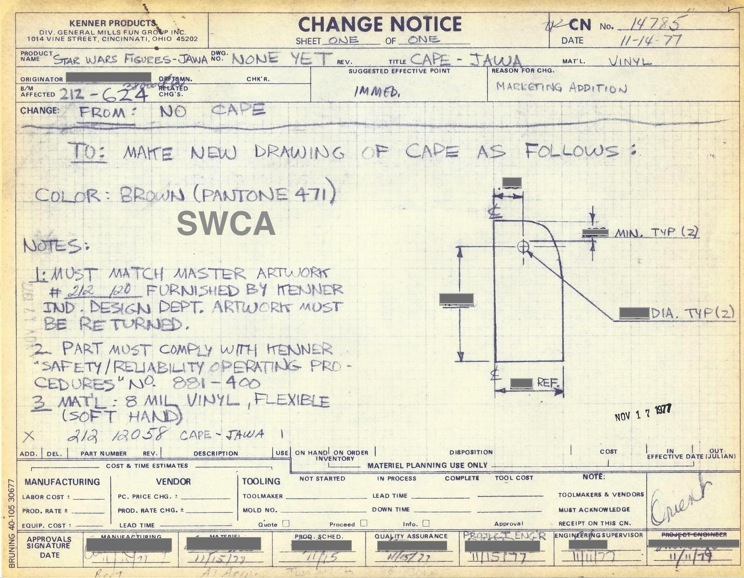 KENNER PRODUCTS
DIV. GENERAL MILLS FUN GROUP INC.
1014 VINE STREET, CINCINNATI, OHIO 45202
CHANGE NOTICE
SHEET ONE OF ONE
CN No. 14785
DATE 11-14-77
PRODUCT NAME STAR WARS FIGURES-JAWA DWG. NO. NONE YET REV. TITLE CAPE - JAWA MAT'L. VINYL
ORIGINATOR CHK'R. SUGGESTED EFFECTIVE POINT REASON FOR CHG.
B/M AFFECTED 212-624 RELATED CHG'S. IMMED. MARKETING ADDITION
CHANGE: FROM: NO CAPE
TO: MAKE NEW DRAWING OF CAPE AS FOLLOWS:
COLOR: BROWN (PANTONE 471)
SWCA
NOTES:
1. MUST MATCH MASTER ARTWORK
# 212 120 FURNISHED BY KENNER
IND. DESIGN DEPT. ARTWORK MUST
BE RETURNED.
2. PART MUST COMPLY WITH KENNER
"SAFETY/RELIABILITY OPERATING PRO-
CEDURES" NO. 881-400
3. MAT'L: 8 MIL VINYL, FLEXIBLE
(SOFT HAND)
MIN. TYP (2)
DIA. TYP (2)
REF.
NOV 17 1977
X 212 12058 CAPE-JAWA 1
ADD. DEL. PART NUMBER REV. DESCRIPTION USE ON HAND ON ORDER DISPOSITION COST IN OUT
INVENTORY EFFECTIVE DATE (JULIAN)
COST & TIME ESTIMATES MATERIEL PLANNING USE ONLY
MANUFACTURING VENDOR TOOLING NOT STARTED IN PROCESS COMPLETE TOOL COST NOTE:
LABOR COST ± PC. PRICE CHG. ± TOOLMAKER LEAD TIME TOOLMAKERS & VENDORS
PROD. RATE ± PROD. RATE CHG. ± MOLD NO. DOWN TIME MUST ACKNOWLEDGE
EQUIP. COST ± LEAD TIME Quote Proceed Info. Approval RECEIPT ON THIS CN.
BRUNING 40-105 30677
APPROVALS MANUFACTURING MATERIEL PROD. SCHED. QUALITY ASSURANCE PROJECT ENGR ENGINEERING SUPERVISOR PROJECT ENGINEER
SIGNATURE
DATE 11/15/77 11/15 11/15/77 11/11/77 11/11/77